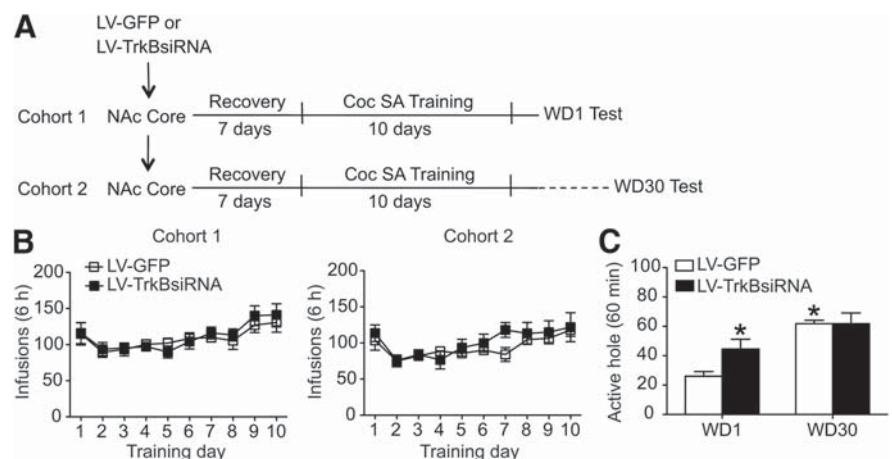 A
LV-GFP or
LV-TrkBsiRNA
Cohort 1 NAc Core Recovery 7 days Coc SA Training 10 days WD1 Test
Cohort 2 NAc Core Recovery 7 days Coc SA Training 10 days WD30 Test
B
Cohort 1
LV-GFP
LV-TrkBsiRNA
Infusions (6 h)
200
150
100
50
0
1 2 3 4 5 6 7 8 9 10
Training day
Cohort 2
Infusions (6 h)
200
150
100
50
0
1 2 3 4 5 6 7 8 9 10
Training day
C
LV-GFP
LV-TrkBsiRNA
Active hole (60 min)
100
80
60
40
20
0
* *
WD1 WD30